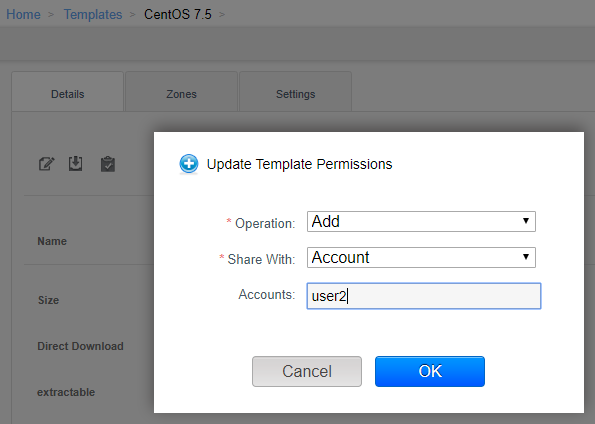 Home > Templates > CentOS 7.5 >
Details Zones Settings
Update Template Permissions
* Operation: Add
Name
* Share With: Account
Accounts: user2
Size
Direct Download
Cancel OK
extractable